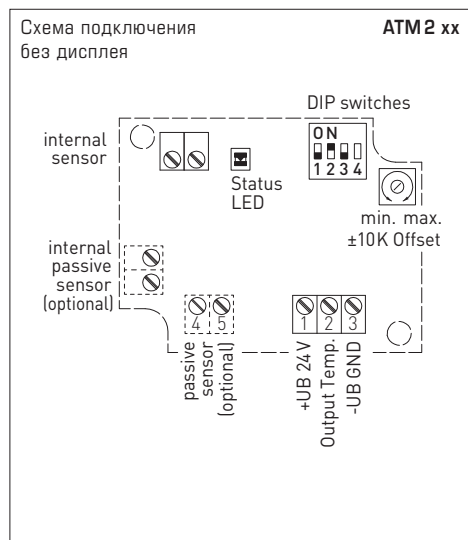 Схема подключения
без дисплея
ATM 2 xx
DIP switches
ON
1 2 3 4
internal
sensor
Status
LED
min. max.
±10K Offset
internal
passive
sensor
(optional)
4 5
1 2 3
passive
sensor
(optional)
+UB 24 V
Output Temp.
-UB GND